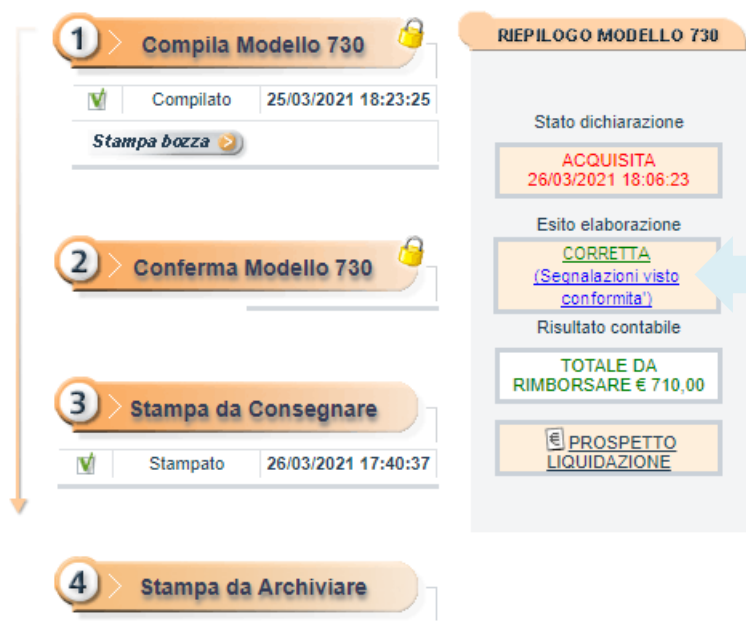 1 Compila Modello 730
Compilato 25/03/2021 18:23:25
Stampa bozza
2 Conferma Modello 730
3 Stampa da Consegnare
Stampato 26/03/2021 17:40:37
4 Stampa da Archiviare
RIEPILOGO MODELLO 730
Stato dichiarazione
ACQUISITA
26/03/2021 18:06:23
Esito elaborazione
CORRETTA
(Segnalazioni visto
conformita')
Risultato contabile
TOTALE DA
RIMBORSARE € 710,00
€ PROSPETTO
LIQUIDAZIONE